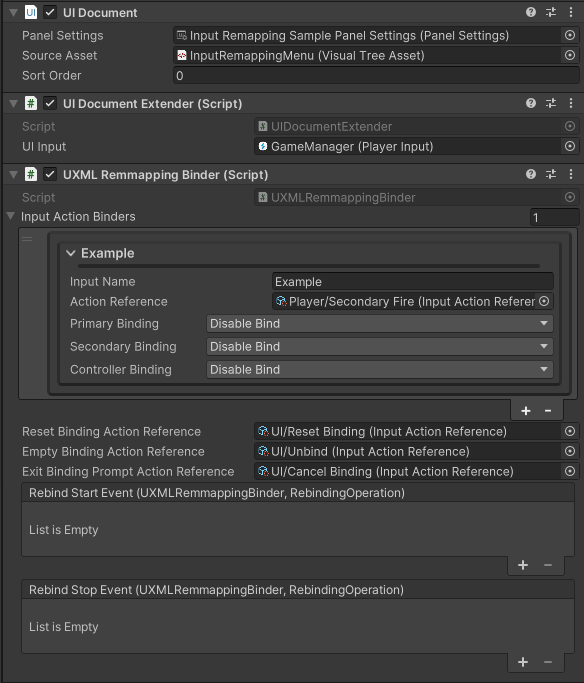 UI Document
Panel Settings Input Remapping Sample Panel Settings (Panel Settings)
Source Asset InputRemappingMenu (Visual Tree Asset)
Sort Order 0
# UI Document Extender (Script)
Script UIDocumentExtender
UI Input GameManager (Player Input)
# UXML Remmapping Binder (Script)
Script UXMLRemmappingBinder
Input Action Binders 1
Example
Input Name Example
Action Reference Player/Secondary Fire (Input Action Referer
Primary Binding Disable Bind
Secondary Binding Disable Bind
Controller Binding Disable Bind
+ -
Reset Binding Action Reference UI/Reset Binding (Input Action Reference)
Empty Binding Action Reference UI/Unbind (Input Action Reference)
Exit Binding Prompt Action Reference UI/Cancel Binding (Input Action Reference)
Rebind Start Event (UXMLRemmappingBinder, RebindingOperation)
List is Empty
+ -
Rebind Stop Event (UXMLRemmappingBinder, RebindingOperation)
List is Empty
+ -